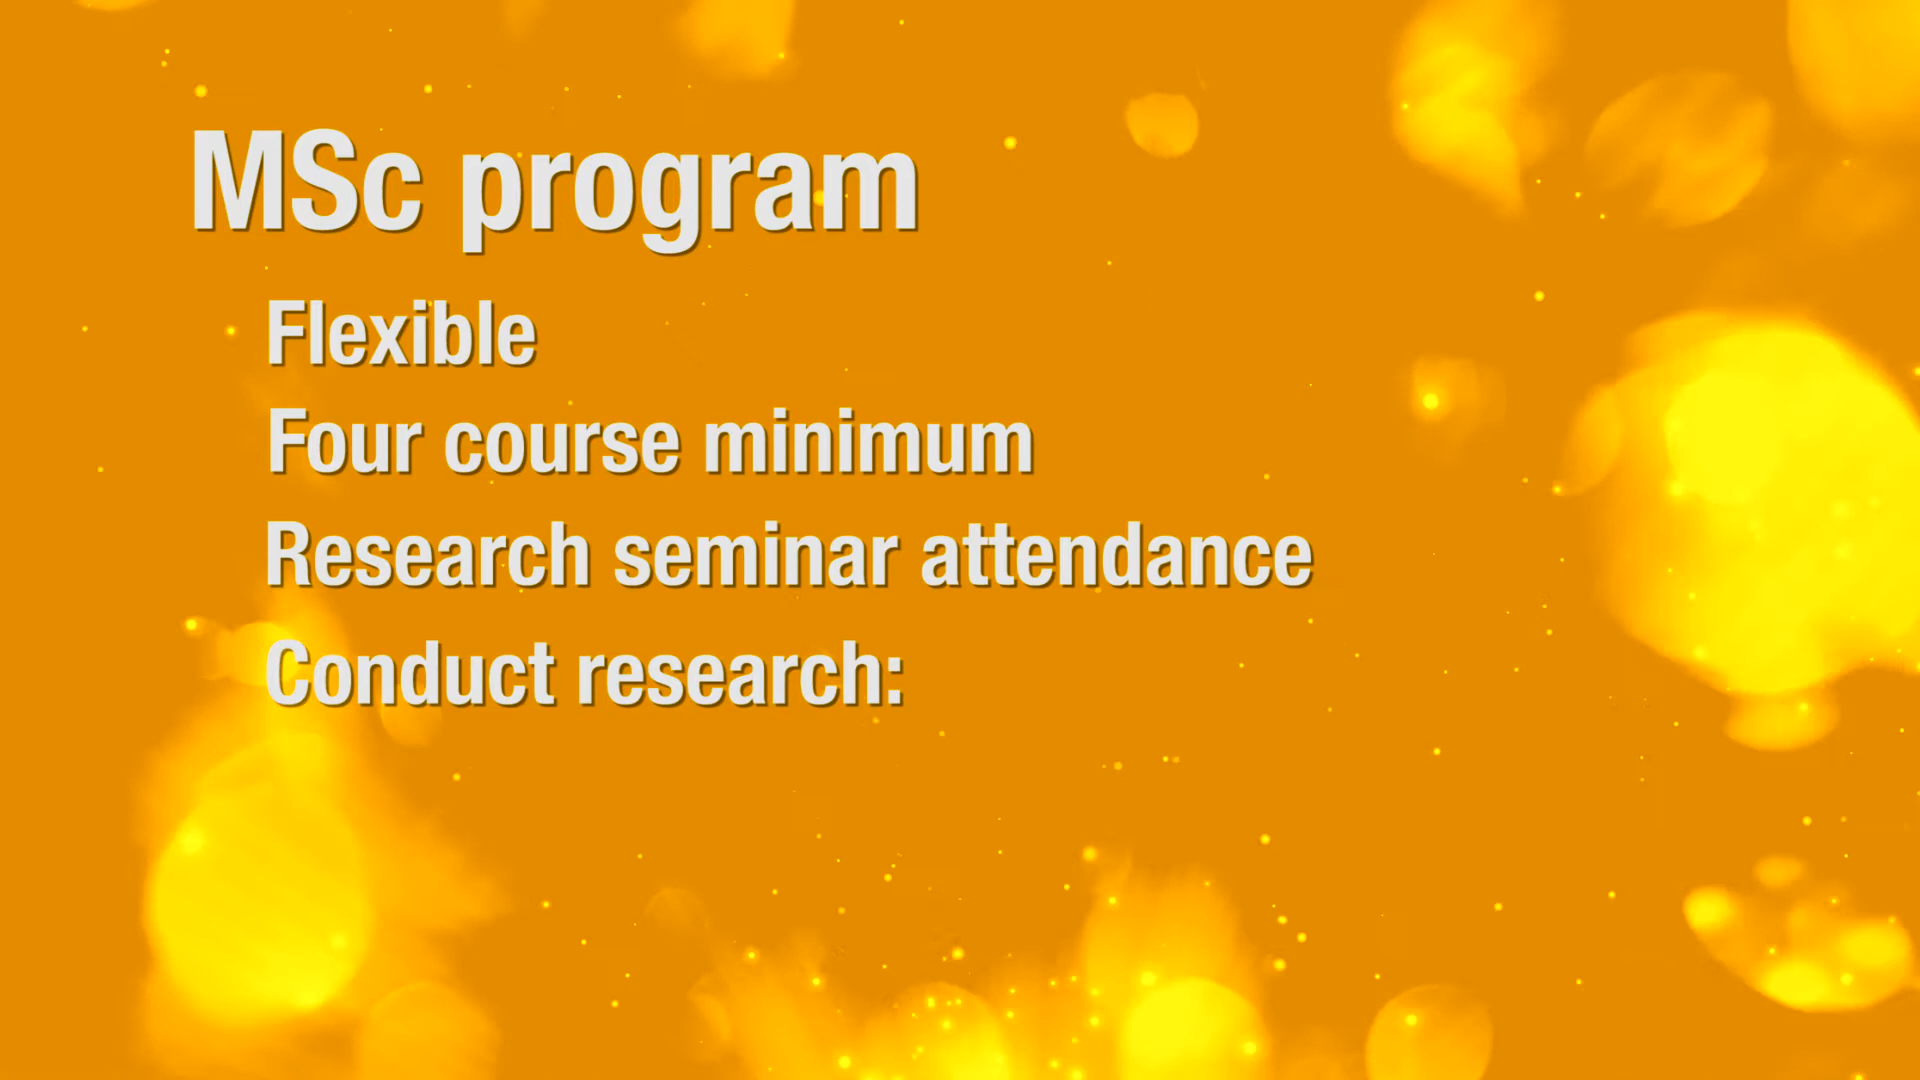 MSc program
Flexible
Four course minimum
Research seminar attendance
Conduct research: